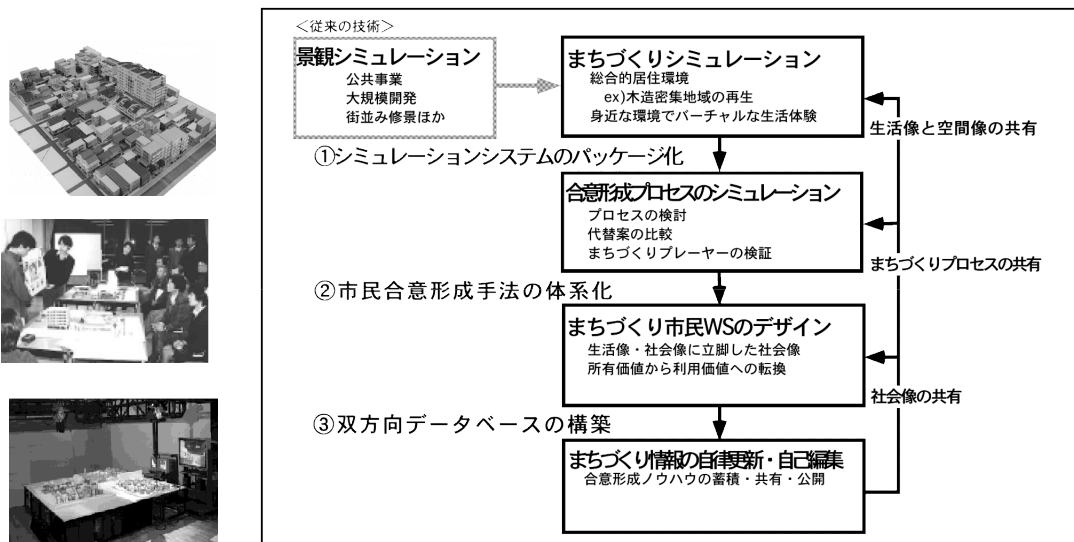 ＜従来の技術＞
景観シミュレーション
公共事業
大規模開発
街並み修景ほか
まちづくりシミュレーション
総合的居住環境
ex)木造密集地域の再生
身近な環境でバーチャルな生活体験
生活像と空間像の共有
①シミュレーションシステムのパッケージ化
合意形成プロセスのシミュレーション
プロセスの検討
代替案の比較
まちづくりプレーヤーの検証
まちづくりプロセスの共有
②市民合意形成手法の体系化
まちづくり市民WSのデザイン
生活像・社会像に立脚した社会像
所有価値から利用価値への転換
社会像の共有
③双方向データベースの構築
まちづくり情報の自律更新・自己編集
合意形成ノウハウの蓄積・共有・公開